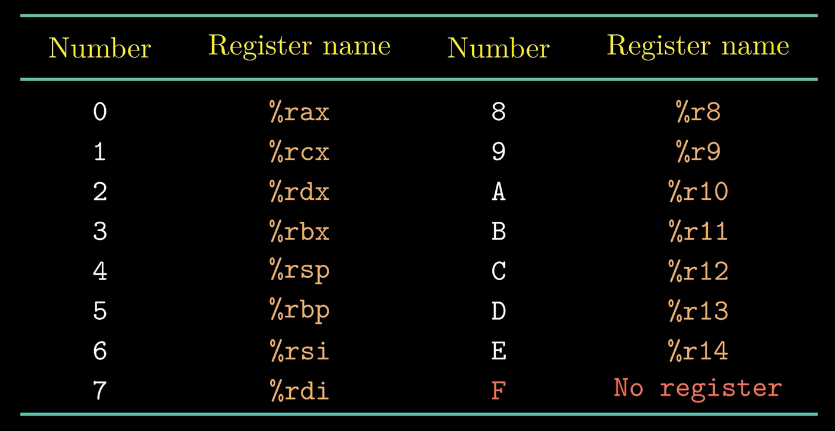 Number Register name Number Register name
0 %rax 8 %r8
1 %rcx 9 %r9
2 %rdx A %r10
3 %rbx B %r11
4 %rsp C %r12
5 %rbp D %r13
6 %rsi E %r14
7 %rdi F No register